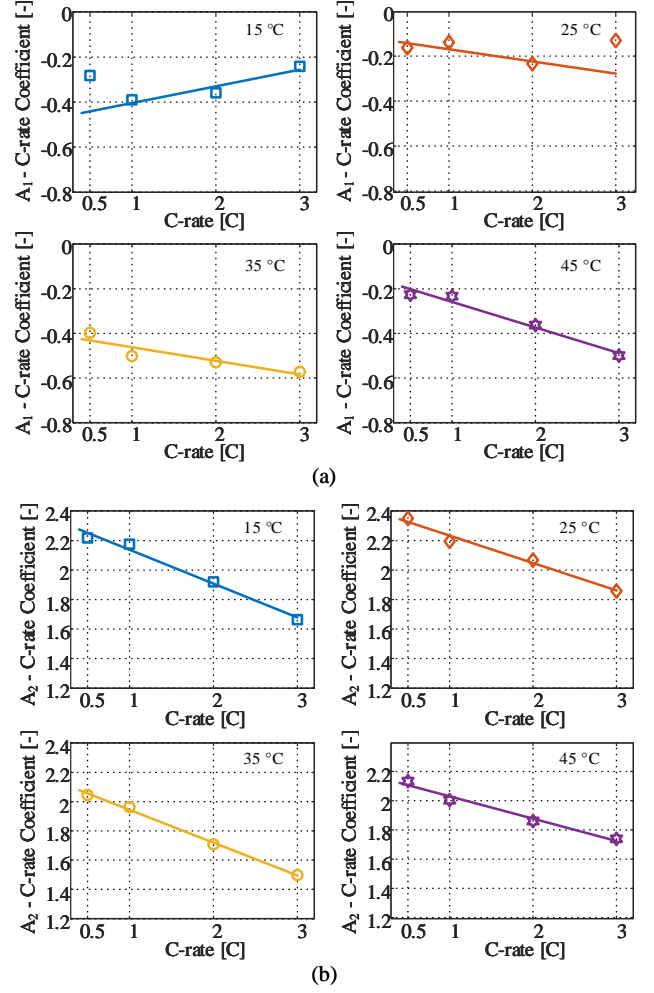 A₁ - C-rate Coefficient [-]
0
-0.2
-0.4
-0.6
-0.8
15 °C
0.5 1 2 3
C-rate [C]
A₁ - C-rate Coefficient [-]
0
-0.2
-0.4
-0.6
-0.8
25 °C
0.5 1 2 3
C-rate [C]
A₁ - C-rate Coefficient [-]
0
-0.2
-0.4
-0.6
-0.8
35 °C
0.5 1 2 3
C-rate [C]
A₁ - C-rate Coefficient [-]
0
-0.2
-0.4
-0.6
-0.8
45 °C
0.5 1 2 3
C-rate [C]
(a)
A₂ - C-rate Coefficient [-]
2.4
2.2
2
1.8
1.6
1.4
1.2
15 °C
0.5 1 2 3
C-rate [C]
A₂ - C-rate Coefficient [-]
2.4
2.2
2
1.8
1.6
1.4
1.2
25 °C
0.5 1 2 3
C-rate [C]
A₂ - C-rate Coefficient [-]
2.4
2.2
2
1.8
1.6
1.4
1.2
35 °C
0.5 1 2 3
C-rate [C]
A₂ - C-rate Coefficient [-]
2.2
2
1.8
1.6
1.4
1.2
45 °C
0.5 1 2 3
C-rate [C]
(b)